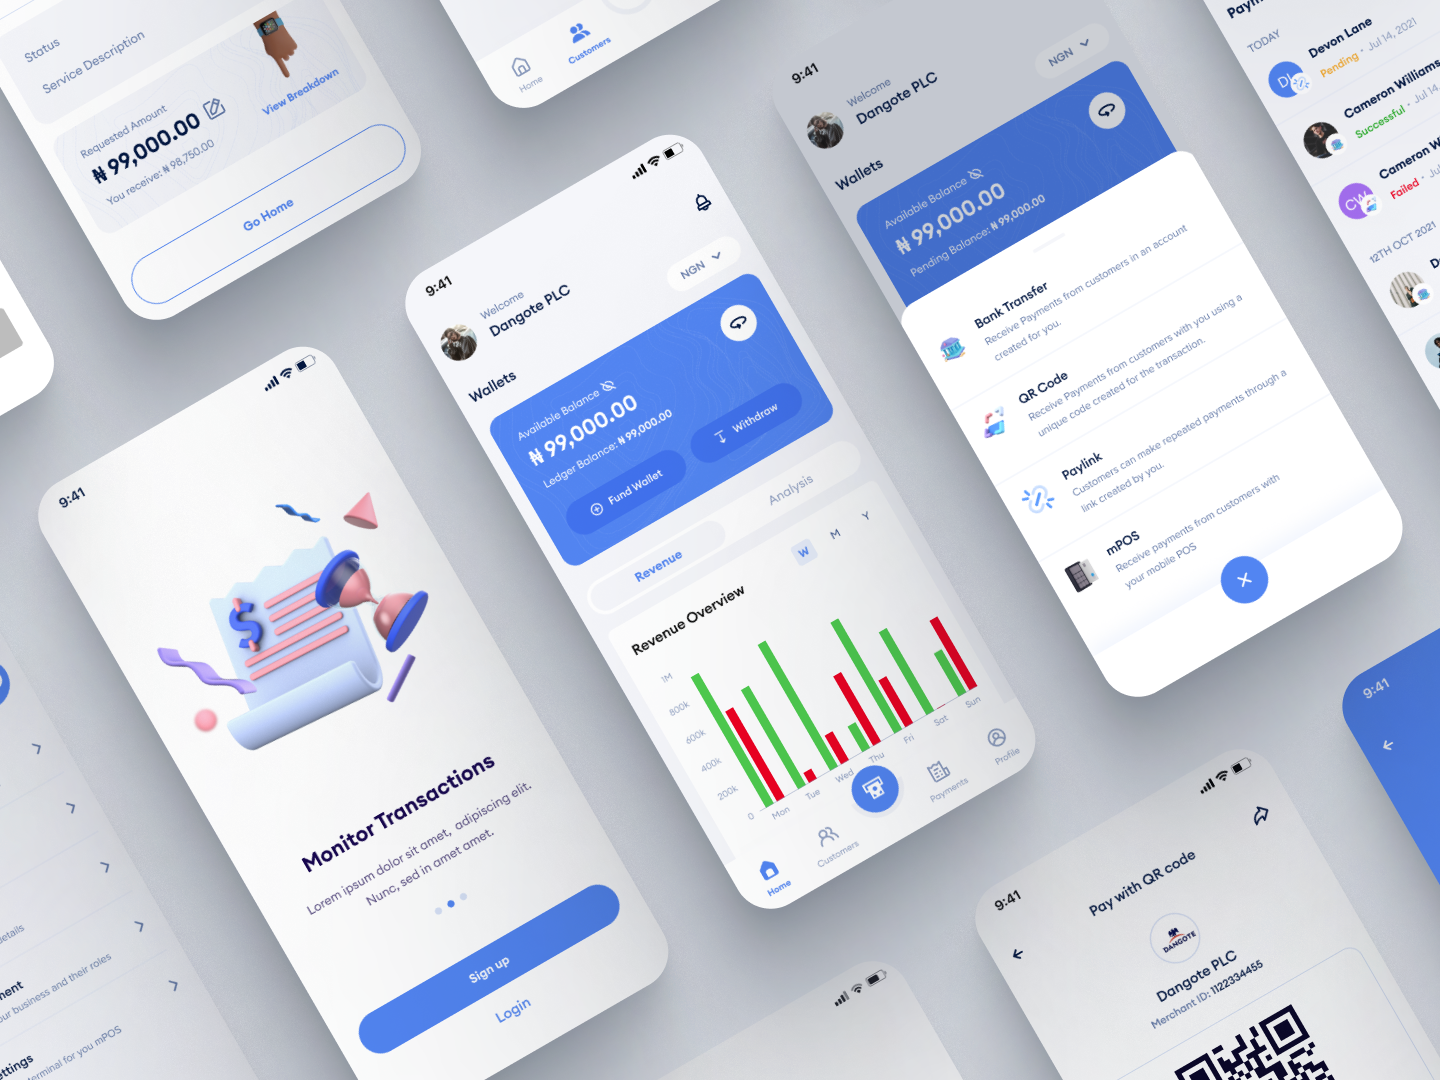 Status
Service Description
Requested Amount
₦ 99,000.00
You receive: ₦ 98,750.00
View Breakdown
Go Home
Home
Customers
9:41
Monitor Transactions
Lorem ipsum dolor sit amet, adipiscing elit.
Nunc, sed in amet amet.
Sign up
Login
9:41
Welcome
Dangote PLC
NGN
Wallets
Available Balance
₦ 99,000.00
Ledger Balance: ₦ 99,000.00
Fund Wallet
Withdraw
Revenue
Analysis
Revenue Overview
W
M
Y
1M
800k
600k
400k
200k
0
Mon
Tue
Wed
Thu
Fri
Sat
Sun
Home
Customers
Payments
Profile
9:41
Welcome
Dangote PLC
NGN
Wallets
Available Balance
₦ 99,000.00
Pending Balance: ₦ 99,000.00
Bank Transfer
Receive Payments from customers in an account
created for you.
QR Code
Receive Payments from customers with you using a
unique code created for the transaction.
Paylink
Customers can make repeated payments through a
link created by you.
mPOS
Receive payments from customers with
your mobile POS
TODAY
Devon Lane
Pending • Jul 14, 2021
Cameron Williams
Successful • Jul 14,
Cameron W
CW
Failed • Jul
12TH OCT 2021
9:41
9:41
Pay with QR code
DANGOTE
Dangote PLC
Merchant ID: 1122334455
details
ment
our business and their roles
ettings
terminal for you mPOS